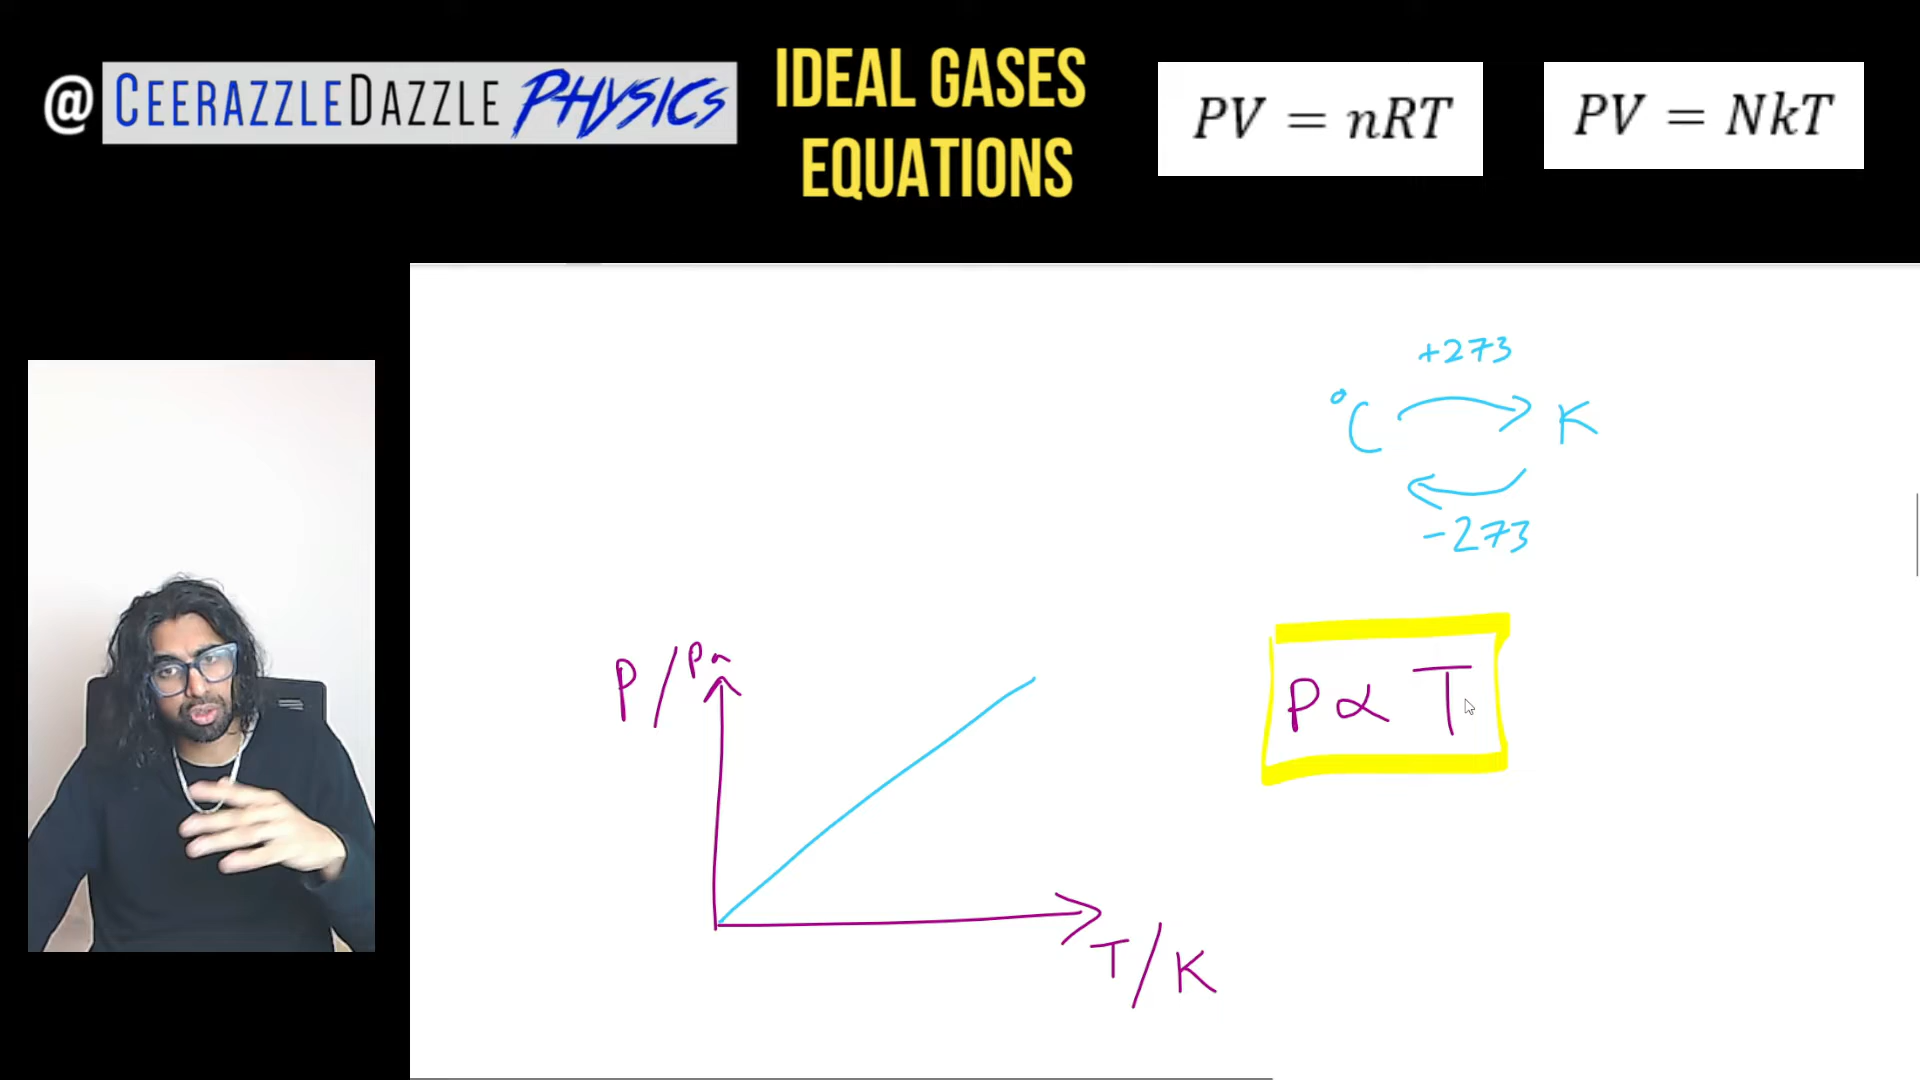 @ CEERAZZLEDAZZLE PHYSICS
IDEAL GASES
EQUATIONS
PV = nRT
PV = NkT
+273
°C
K
-273
P/Pa
P ∝ T
T/K